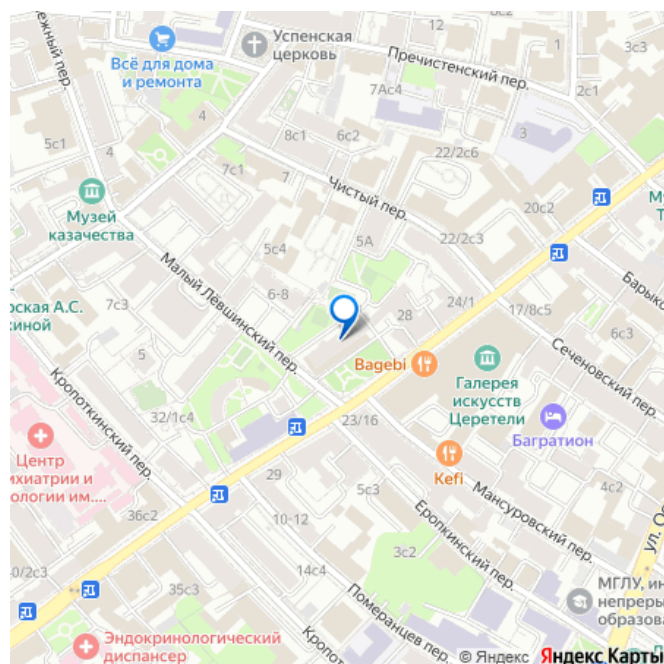 Успенская
церковь
Пречистенский пер.
3с3
Всё для дома
и ремонта
7Ас4
2с1
4
8с1
6с2
3
5с1
4
7с1
7
22/2с6
Чистый пер.
20с2
Музей
казачества
5А
22/2с3
5с4
Малый Лёвшинский пер.
6-8
24/1
17/8с5
7с3
28
6с3
Сеченовский пер.
5
Bagebi
Галерея
искусств
Церетели
Кропоткинский пер.
32/1с4
23/16
Багратион
Центр
29
Kefi
4с2
5с3
Мансуровский пер.
36с2
10-12
Еропкинский пер.
3с2
14с4
35с3
МГЛУ, ин
непреры
образова
Померанцев пер.
Эндокринологический
диспансер
© Яндекс Яндекс Карты